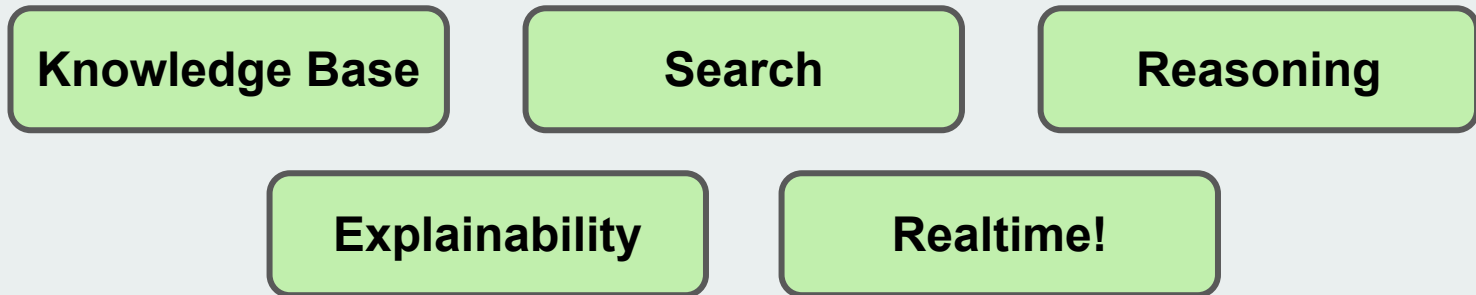 Knowledge Base
Search
Reasoning
Explainability
Realtime!